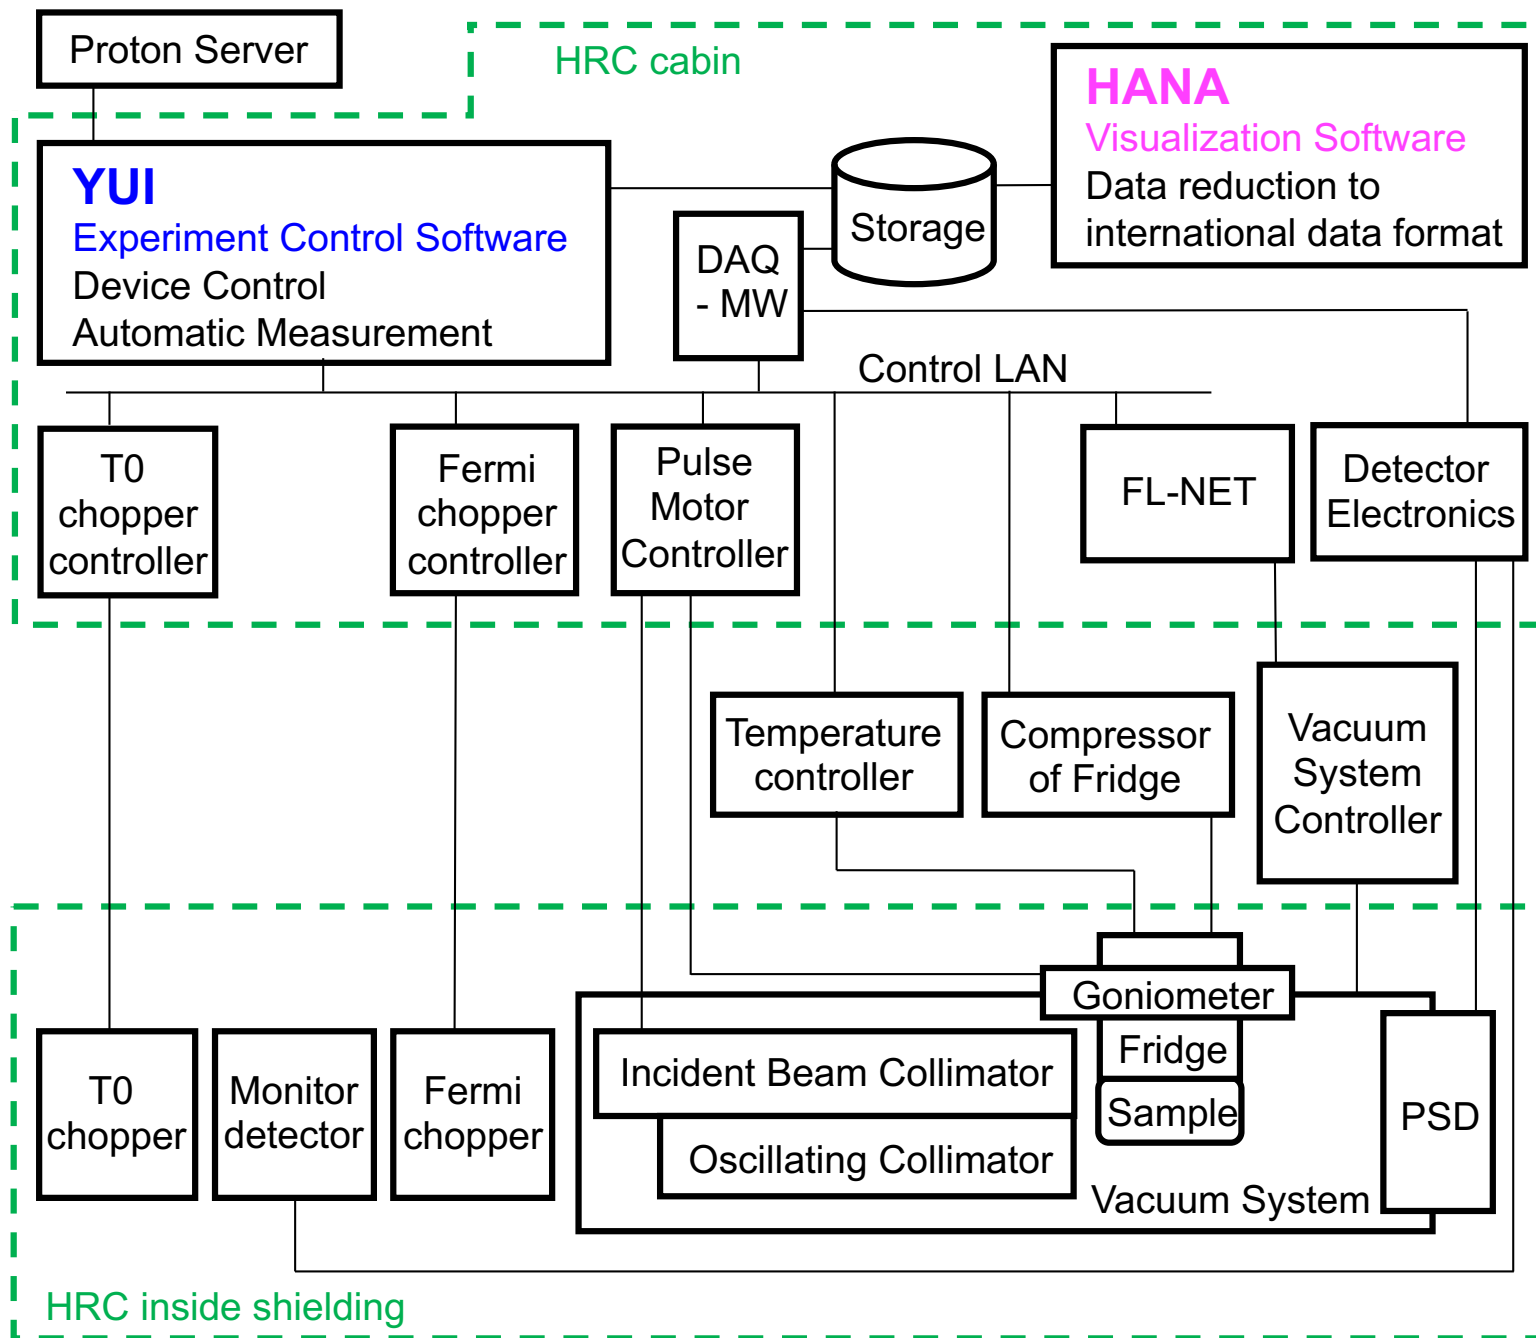 Proton Server
HRC cabin
HANA
Visualization Software
Data reduction to
international data format
YUI
Experiment Control Software
Device Control
Automatic Measurement
Storage
DAQ
- MW
Control LAN
T0
chopper
controller
Fermi
chopper
controller
Pulse
Motor
Controller
FL-NET
Detector
Electronics
Temperature
controller
Compressor
of Fridge
Vacuum
System
Controller
Goniometer
Fridge
Sample
Incident Beam Collimator
Oscillating Collimator
Vacuum System
PSD
T0
chopper
Monitor
detector
Fermi
chopper
HRC inside shielding